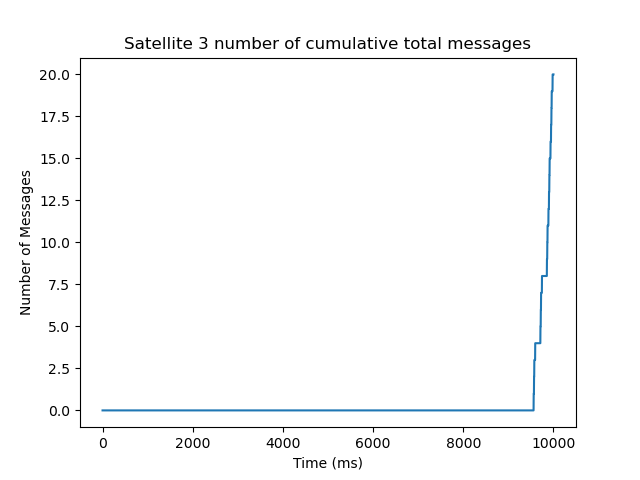 Satellite 3 number of cumulative total messages
20.0
17.5
15.0
12.5
10.0
7.5
5.0
2.5
0.0
Number of Messages
0 2000 4000 6000 8000 10000
Time (ms)